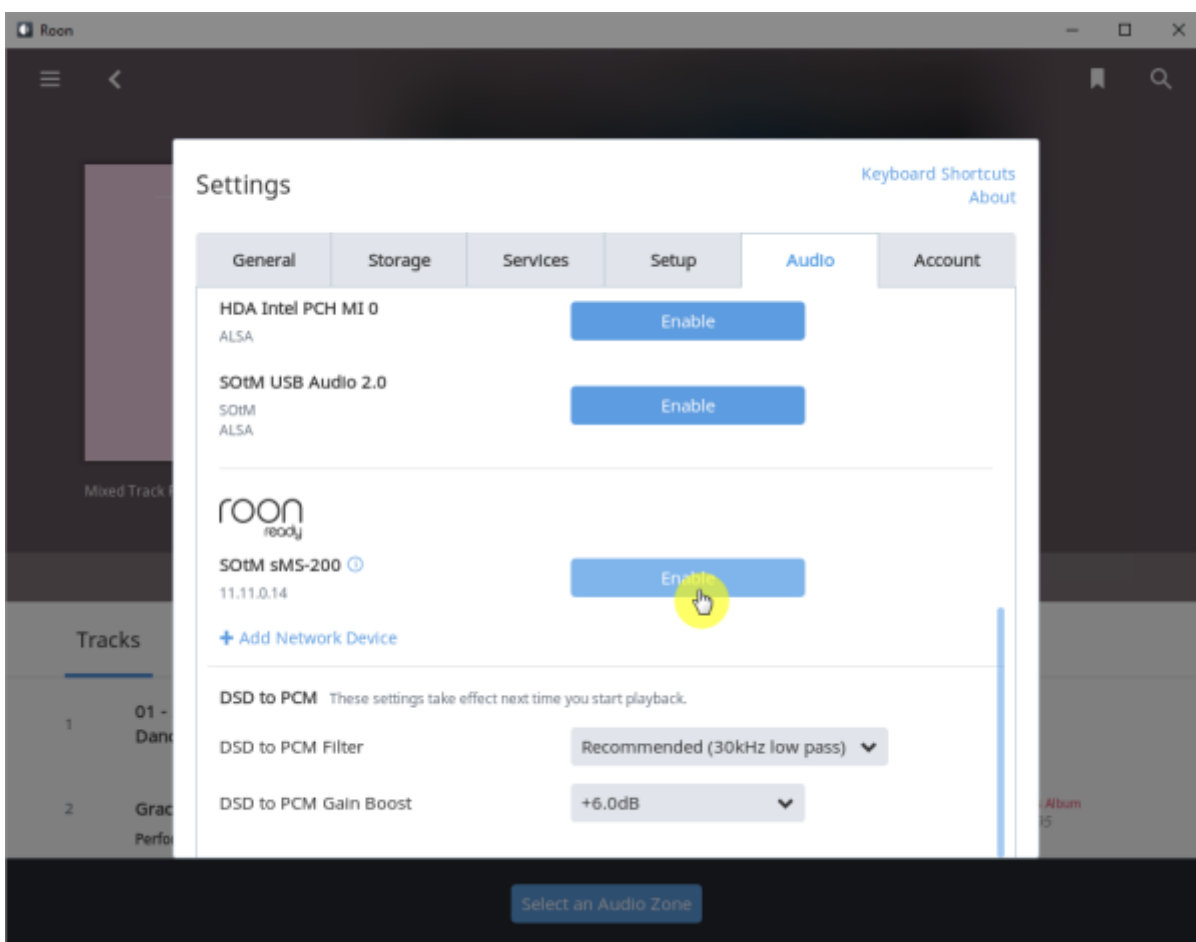 Roon
Settings
Keyboard Shortcuts
About
General Storage Services Setup Audio Account
HDA Intel PCH MI 0
Enable
ALSA
SOtM USB Audio 2.0
Enable
SOtM
ALSA
Mixed Track
roon
ready
SOtM sMS-200
Enable
11.11.0.14
+ Add Network Device
Tracks
DSD to PCM These settings take effect next time you start playback.
1 01 -
Danc
DSD to PCM Filter Recommended (30kHz low pass)
DSD to PCM Gain Boost +6.0dB
2 Grac
Album
Perfo
Select an Audio Zone